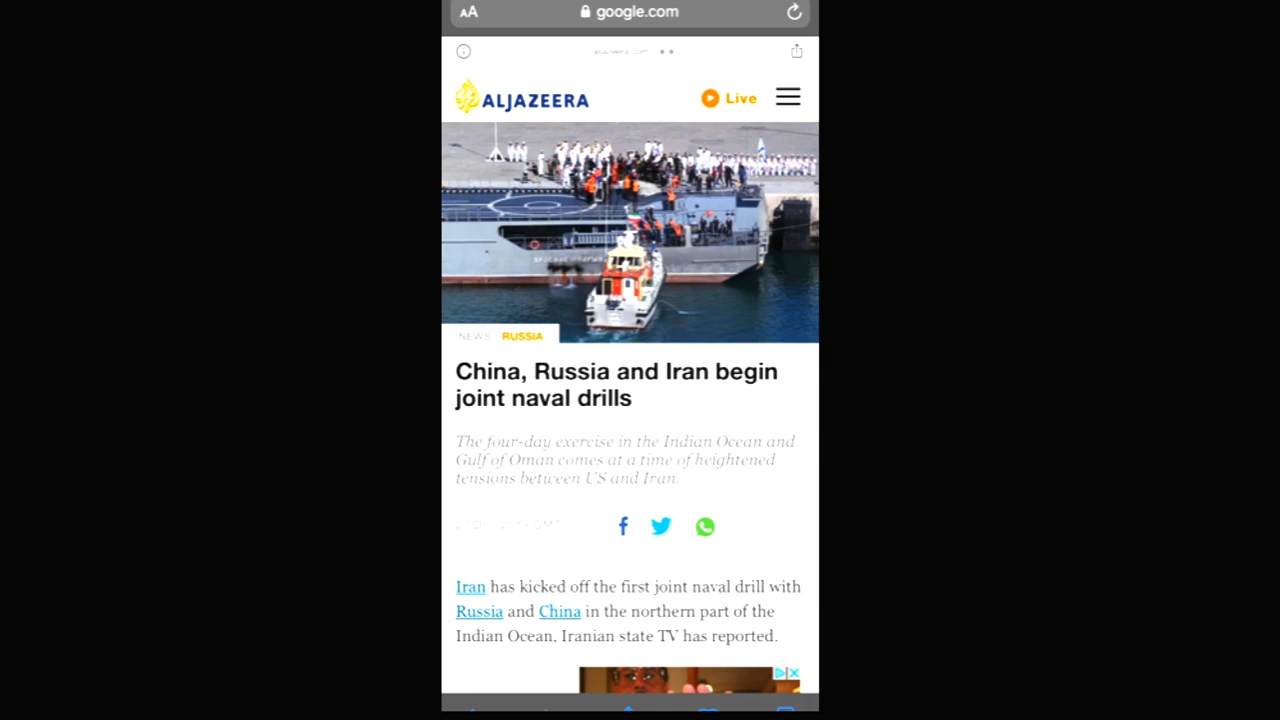 AA google.com
ALJAZEERA Live
NEWS RUSSIA
China, Russia and Iran begin
joint naval drills
The four-day exercise in the Indian Ocean and
Gulf of Oman comes at a time of heightened
tensions between US and Iran.
Iran has kicked off the first joint naval drill with
Russia and China in the northern part of the
Indian Ocean, Iranian state TV has reported.